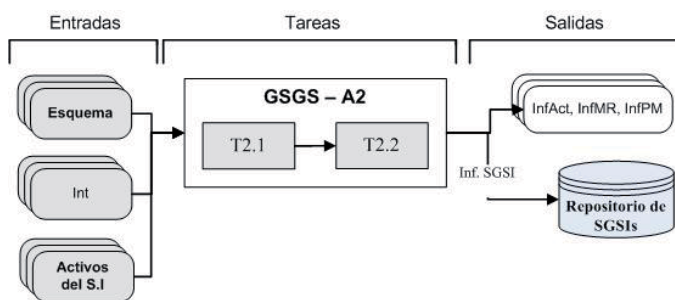 Entradas
Tareas
Salidas
Esquema
Int
Activos
del S.I
GSGS – A2
T2.1
T2.2
InfAct, InfMR, InfPM
Inf. SGSI
Repositorio de
SGSIs